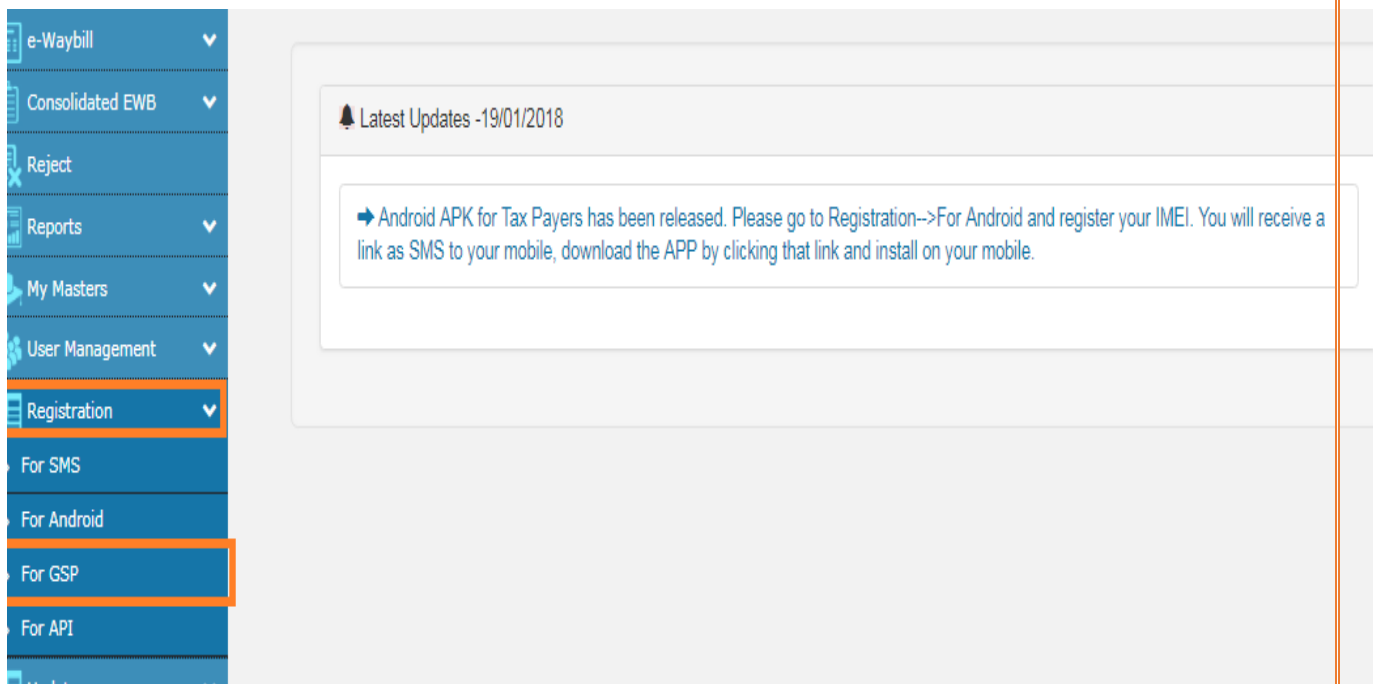 e-Waybill
Consolidated EWB
Reject
Reports
My Masters
User Management
Registration
For SMS
For Android
For GSP
For API
Latest Updates -19/01/2018
Android APK for Tax Payers has been released. Please go to Registration-->For Android and register your IMEI. You will receive a
link as SMS to your mobile, download the APP by clicking that link and install on your mobile.